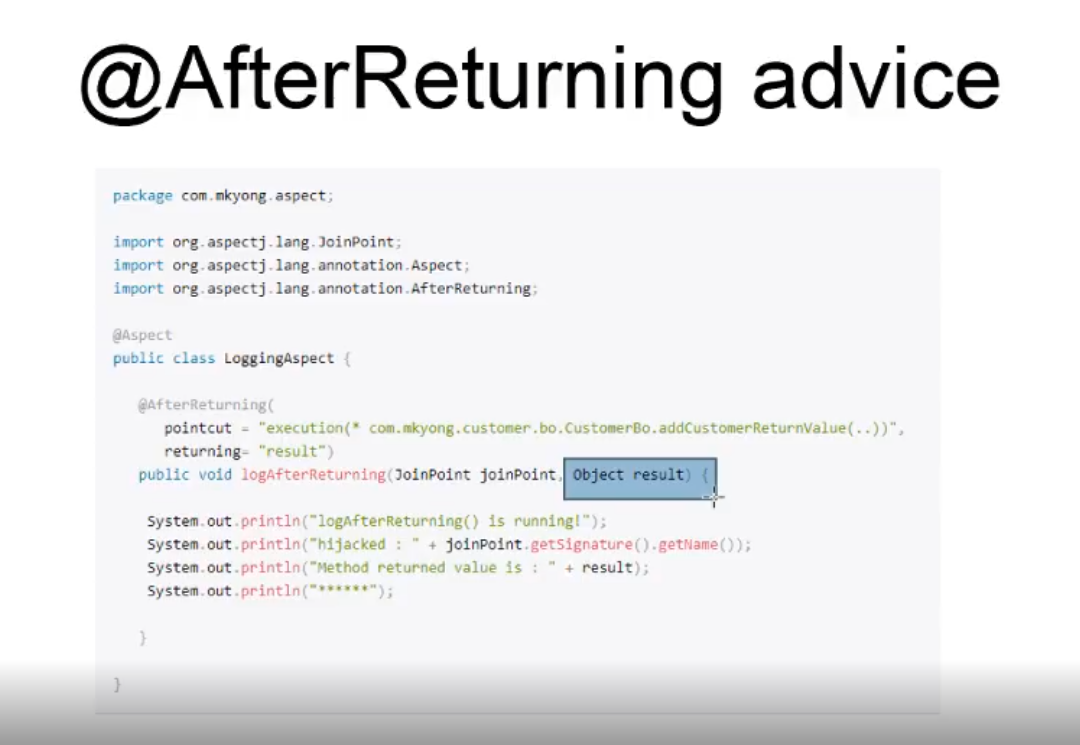 @AfterReturning advice
package com.mkyong.aspect;
import org.aspectj.lang.JoinPoint;
import org.aspectj.lang.annotation.Aspect;
import org.aspectj.lang.annotation.AfterReturning;
@Aspect
public class LoggingAspect {
@AfterReturning(
pointcut = "execution(* com.mkyong.customer.bo.CustomerBo.addCustomerReturnValue(..))",
returning= "result")
public void logAfterReturning(JoinPoint joinPoint, Object result) {
System.out.println("logAfterReturning() is running!");
System.out.println("hijacked : " + joinPoint.getSignature().getName());
System.out.println("Method returned value is : " + result);
System.out.println("******");
}
}